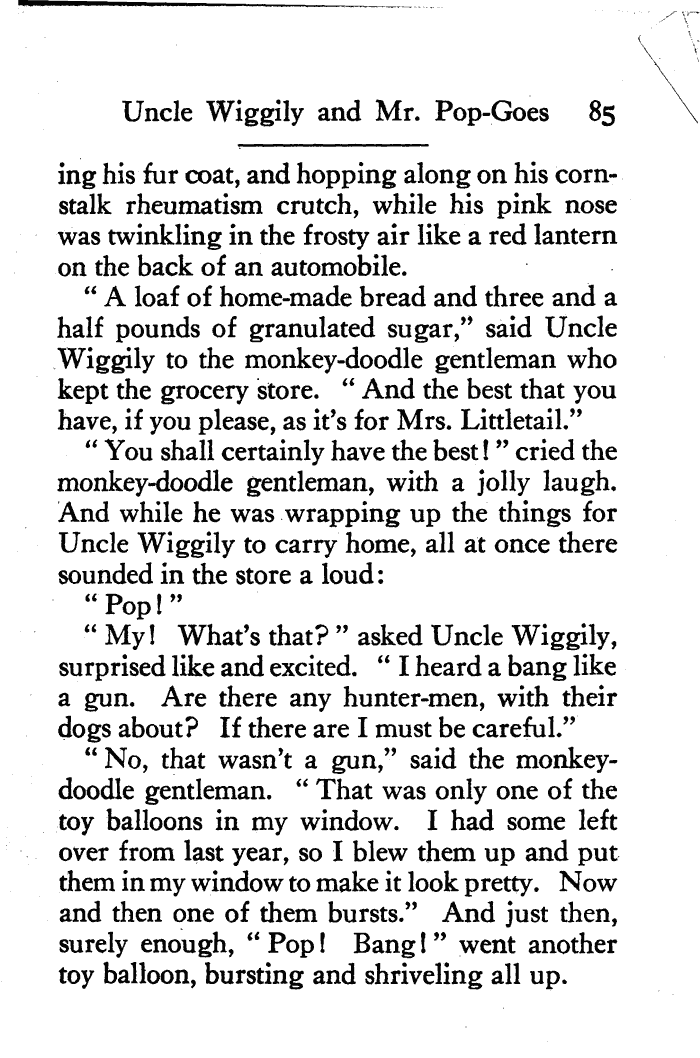 Uncle Wiggily and Mr. Pop-Goes 85
ing his fur coat, and hopping along on his corn-
stalk rheumatism crutch, while his pink nose
was twinkling in the frosty air like a red lantern
on the back of an automobile.
“ A loaf of home-made bread and three and a
half pounds of granulated sugar,” said Uncle
Wiggily to the monkey-doodle gentleman who
kept the grocery store. “ And the best that you
have, if you please, as it's for Mrs. Littletail.”
“ You shall certainly have the best! ” cried the
monkey-doodle gentleman, with a jolly laugh.
And while he was wrapping up the things for
Uncle Wiggily to carry home, all at once there
sounded in the store a loud:
“ Pop! ”
“ My! What's that? ” asked Uncle Wiggily,
surprised like and excited. “ I heard a bang like
a gun. Are there any hunter-men, with their
dogs about? If there are I must be careful.”
“ No, that wasn't a gun,” said the monkey-
doodle gentleman. “ That was only one of the
toy balloons in my window. I had some left
over from last year, so I blew them up and put
them in my window to make it look pretty. Now
and then one of them bursts.” And just then,
surely enough, “ Pop! Bang! ” went another
toy balloon, bursting and shriveling all up.